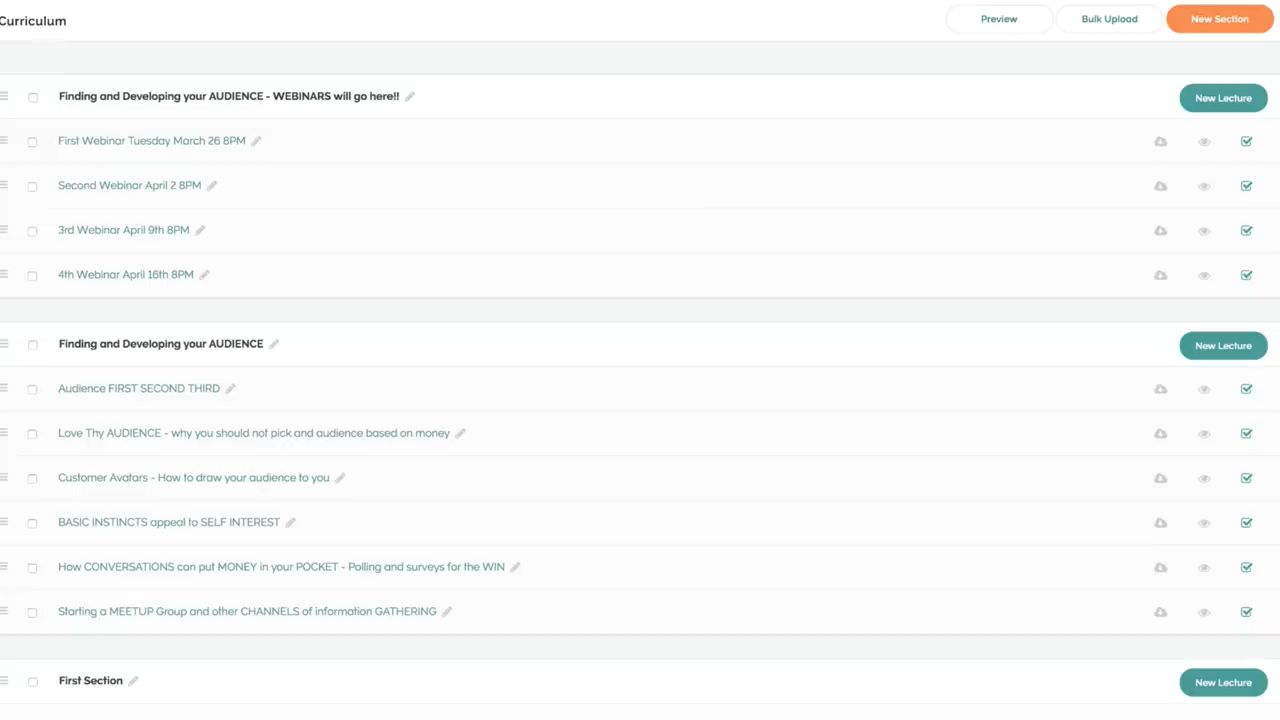 Curriculum
Preview
Bulk Upload
New Section
Finding and Developing your AUDIENCE - WEBINARS will go here!!
New Lecture
First Webinar Tuesday March 26 8PM
Second Webinar April 2 8PM
3rd Webinar April 9th 8PM
4th Webinar April 16th 8PM
Finding and Developing your AUDIENCE
New Lecture
Audience FIRST SECOND THIRD
Love Thy AUDIENCE - why you should not pick and audience based on money
Customer Avatars - How to draw your audience to you
BASIC INSTINCTS appeal to SELF INTEREST
How CONVERSATIONS can put MONEY in your POCKET - Polling and surveys for the WIN
Starting a MEETUP Group and other CHANNELS of information GATHERING
First Section
New Lecture